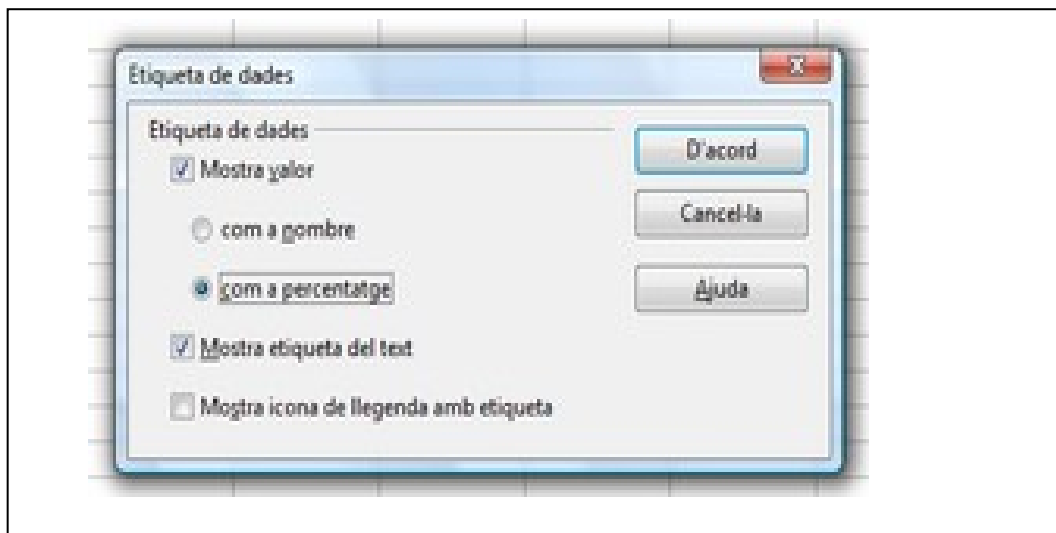 Etiqueta de dades
Etiqueta de dades
Mostra valor
com a nombre
com a percentatge
Mostra etiqueta del text
Mostra icona de llegenda amb etiqueta
D'acord
Cancel·la
Ajuda